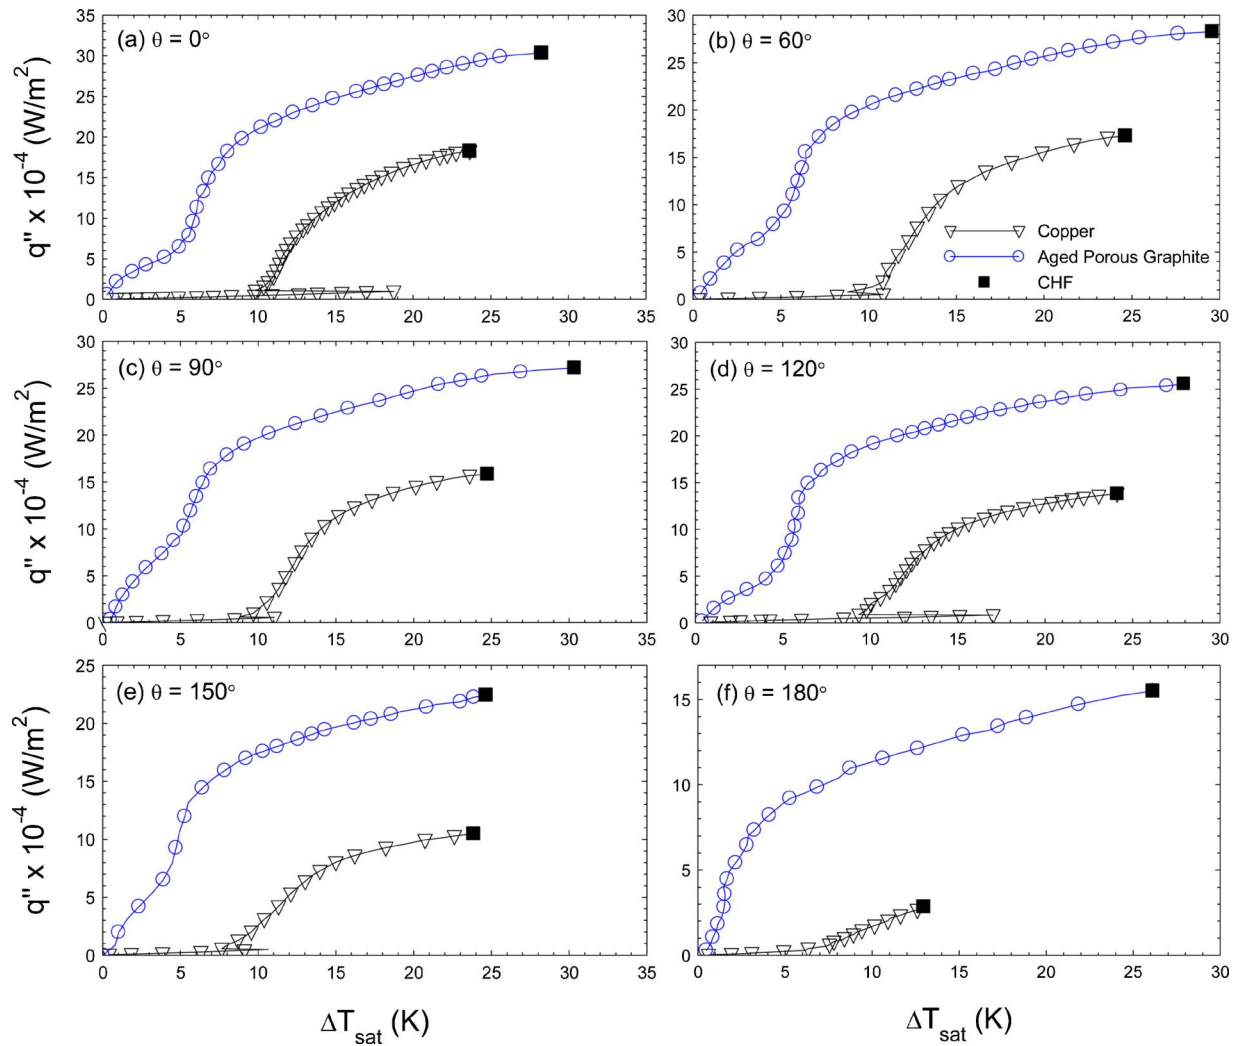 (a) θ = 0°
35
30
25
20
15
10
5
0
0 5 10 15 20 25 30 35
q" x 10⁻⁴ (W/m²)
(b) θ = 60°
30
25
20
15
10
5
0
0 5 10 15 20 25 30
Copper
Aged Porous Graphite
CHF
(c) θ = 90°
30
25
20
15
10
5
0
0 5 10 15 20 25 30 35
q" x 10⁻⁴ (W/m²)
(d) θ = 120°
30
25
20
15
10
5
0
0 5 10 15 20 25 30
(e) θ = 150°
25
20
15
10
5
0
0 5 10 15 20 25 30 35
q" x 10⁻⁴ (W/m²)
ΔTsat (K)
(f) θ = 180°
15
10
5
0
0 5 10 15 20 25 30
ΔTsat (K)